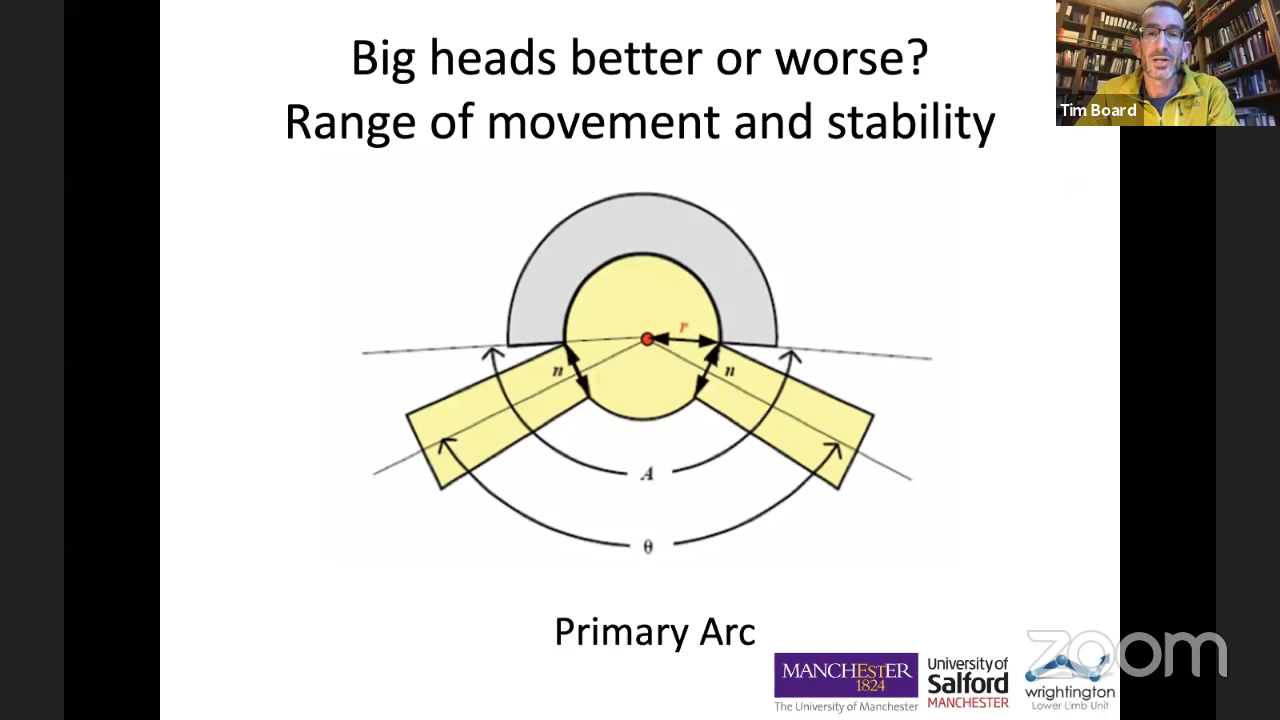 Big heads better or worse?
Range of movement and stability
Tim Board
r
n
n
A
θ
Primary Arc
MANCHESTER
1824
The University of Manchester
University of
Salford
MANCHESTER
wrightington
Lower Limb Unit
zoom